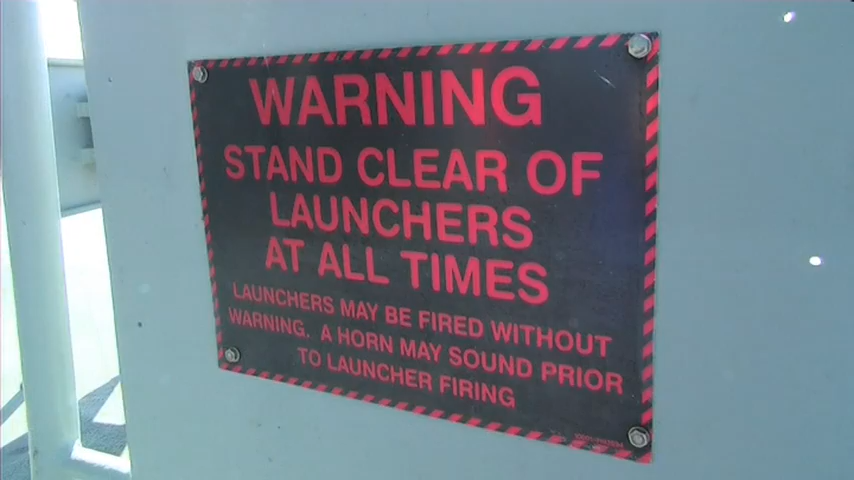 WARNING
STAND CLEAR OF
LAUNCHERS
AT ALL TIMES
LAUNCHERS MAY BE FIRED WITHOUT
WARNING. A HORN MAY SOUND PRIOR
TO LAUNCHER FIRING